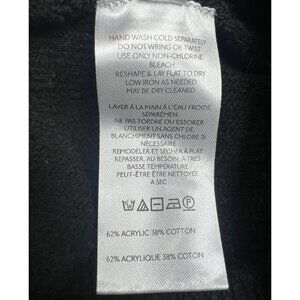 HAND WASH COLD SEPARATELY
DO NOT WRING OR TWIST
USE ONLY NON-CHLORINE
BLEACH
RESHAPE & LAY FLAT TO DRY
LOW IRON AS NEEDED
MAY BE DRY CLEANED
LAVER À LA MAIN À L'EAU FROIDE
SÉPARÉMEN
NE PAS TORDRE OU ESSORER
UTILISER UN AGENT DE
BLANCHIMENT SANS CHLORE SI
NÉCESSAIRE
REMODELER ET SÉCHER À PLAT
REPASSER, AU BESOIN, À TRÈS
BASSE TEMPÉRATURE
PEUT-ÊTRE ÊTRE NETTOYÉE
A SEC
P
62% ACRYLIC 38% COTTON
62% ACRYLIQUE 38% COTON